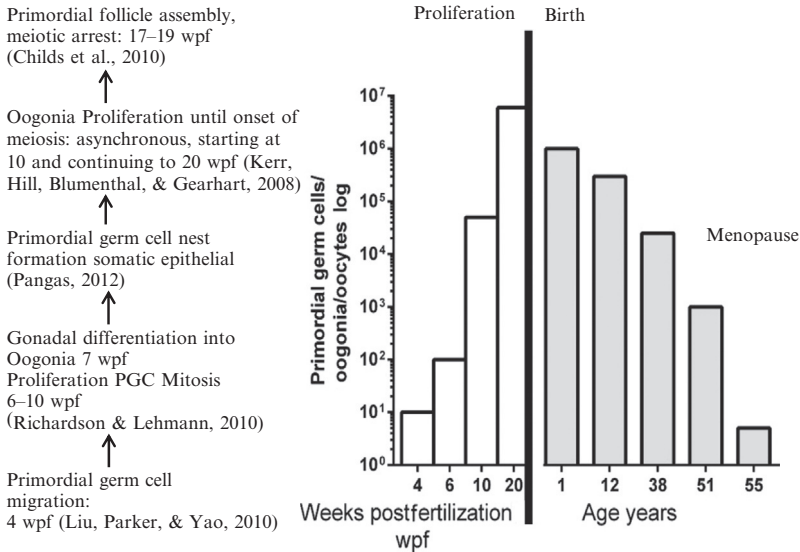 Primordial follicle assembly,
meiotic arrest: 17–19 wpf
(Childs et al., 2010)
Oogonia Proliferation until onset of
meiosis: asynchronous, starting at
10 and continuing to 20 wpf (Kerr,
Hill, Blumenthal, & Gearhart, 2008)
Primordial germ cell nest
formation somatic epithelial
(Pangas, 2012)
Gonadal differentiation into
Oogonia 7 wpf
Proliferation PGC Mitosis
6–10 wpf
(Richardson & Lehmann, 2010)
Primordial germ cell
migration:
4 wpf (Liu, Parker, & Yao, 2010)
Proliferation
Birth
Primordial germ cells/
oogonia/oocytes log
10⁷
10⁶
10⁵
10⁴
10³
10²
10¹
10⁰
Menopause
4 6 10 20
1 12 38 51 55
Weeks postfertilization
wpf
Age years